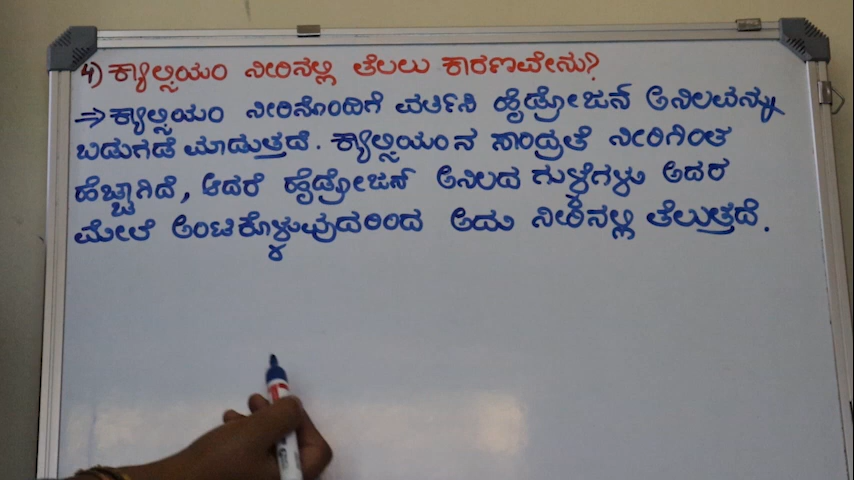 4) ಕ್ಯಾಲ್ಸಿಯಂ ನೀರಿನಲ್ಲಿ ತೆಲಲು ಕಾರಣವೇನು?
⇒ ಕ್ಯಾಲ್ಸಿಯಂ ನೀರಿನೊಂದಿಗೆ ವರ್ತಿಸಿ ಹೈಡ್ರೋಜನ್ ಅನಿಲವನ್ನು
ಬಿಡುಗಡೆ ಮಾಡುತ್ತದೆ. ಕ್ಯಾಲ್ಸಿಯಂನ ಸಾಂದ್ರತೆ ನೀರಿಗಿಂತ
ಹೆಚ್ಚಾಗಿದೆ, ಆದರೆ ಹೈಡ್ರೋಜನ್ ಅನಿಲದ ಗುಳ್ಳೆಗಳು ಅದರ
ಮೇಲೆ ಅಂಟಿಕೊಳ್ಳುವುದರಿಂದ ಅದು ನೀರಿನಲ್ಲಿ ತೆಲುತ್ತದೆ.